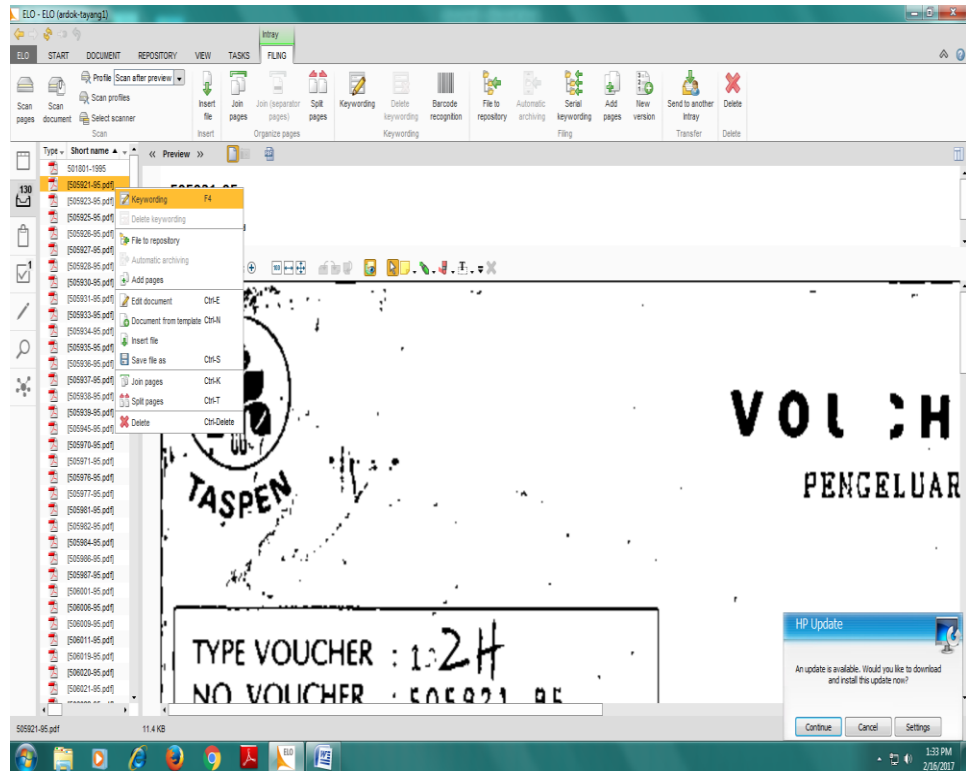 ELO - ELO (ardok-tayang1)
Intray
ELO START DOCUMENT REPOSITORY VIEW TASKS FILING
Profile Scan after preview
Scan profiles
Select scanner
Scan pages
Scan document
Insert file
Join pages
Join (separator pages)
Split pages
Keywording
Delete keywording
Barcode recognition
File to repository
Automatic archiving
Serial keywording
Add pages
New version
Send to another Intray
Delete
Scan Insert Organize pages Keywording Filing Transfer Delete
Type Short name
<< Preview >>
130
1
501801-1995
[505921-95.pdf]
[505923-95.pdf]
[505925-95.pdf]
[505926-95.pdf]
[505927-95.pdf]
[505928-95.pdf]
[505930-95.pdf]
[505931-95.pdf]
[505933-95.pdf]
[505934-95.pdf]
[505935-95.pdf]
[505936-95.pdf]
[505937-95.pdf]
[505938-95.pdf]
[505939-95.pdf]
[505945-95.pdf]
[505970-95.pdf]
[505971-95.pdf]
[505976-95.pdf]
[505977-95.pdf]
[505981-95.pdf]
[505982-95.pdf]
[505984-95.pdf]
[505986-95.pdf]
[505987-95.pdf]
[506001-95.pdf]
[506006-95.pdf]
[506009-95.pdf]
[506011-95.pdf]
[506019-95.pdf]
[506020-95.pdf]
[506021-95.pdf]
Keywording F4
Delete keywording
File to repository
Automatic archiving
Add pages
Edit document Ctrl-E
Document from template Ctrl-N
Insert file
Save file as Ctrl-S
Join pages Ctrl-K
Split pages Ctrl-T
Delete Ctrl-Delete
505921-95
TASPEN
PENGELUAR
TYPE VOUCHER : 2H
NO VOUCHER : 505921 95
HP Update
An update is available. Would you like to download
and install this update now?
Continue Cancel Settings
505921-95.pdf 11.4 KB
1:33 PM
2/16/2017